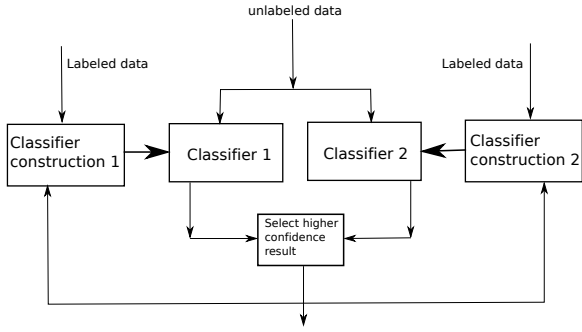 unlabeled data
Labeled data
Labeled data
Classifier
construction 1
Classifier 1
Classifier 2
Classifier
construction 2
Select higher
confidence
result